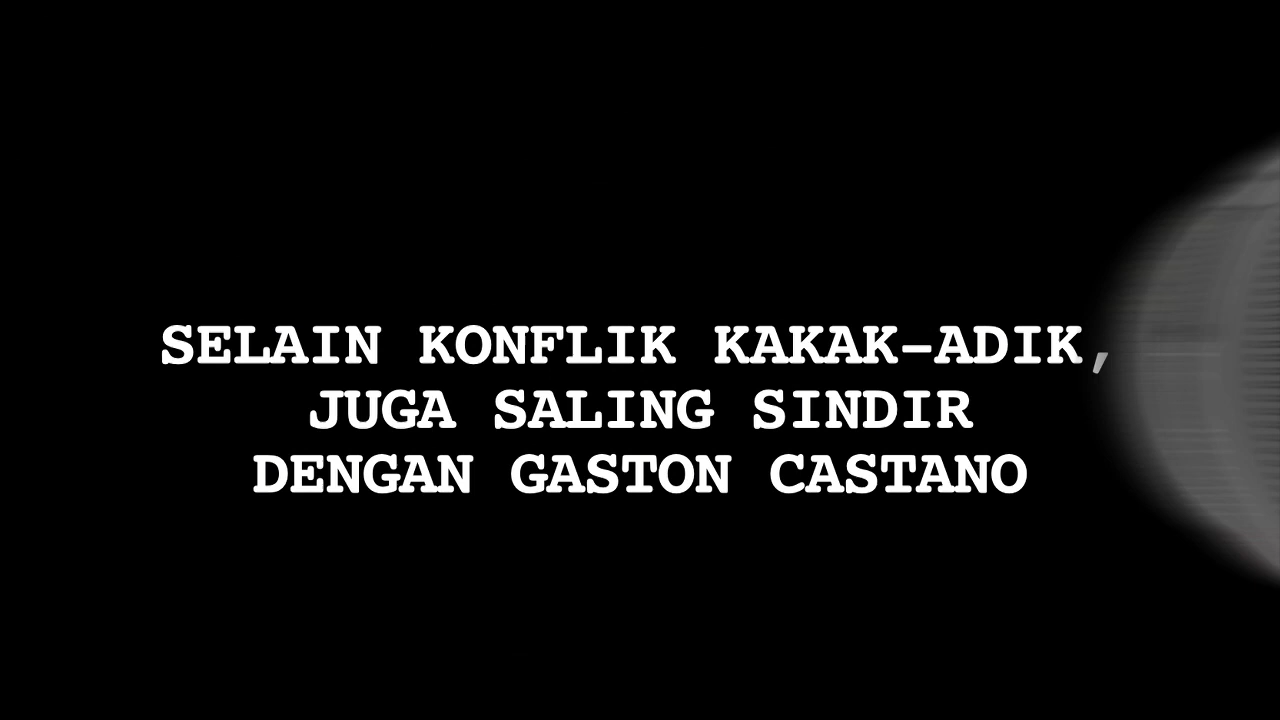 SELAIN KONFLIK KAKAK-ADIK,
JUGA SALING SINDIR
DENGAN GASTON CASTANO